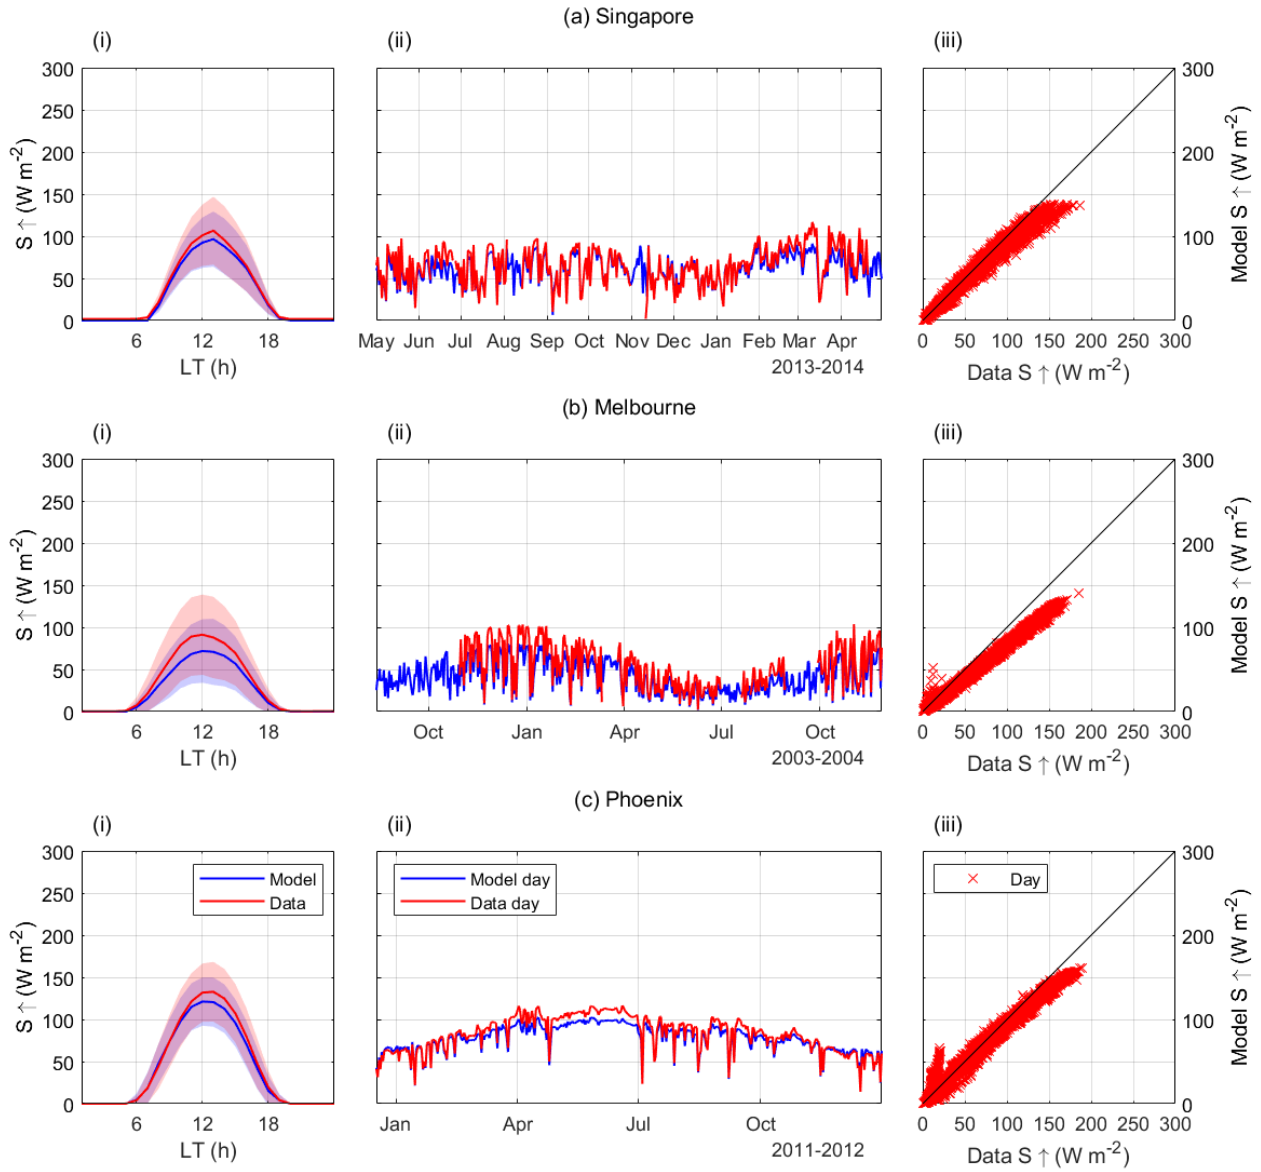 (a) Singapore
(i) (ii) (iii)
300 250 200 150 100 50 0
S ↑ (W m-2)
6 12 18
LT (h)
May Jun Jul Aug Sep Oct Nov Dec Jan Feb Mar Apr
2013-2014
300 200 100 0
Model S ↑ (W m-2)
0 50 100 150 200 250 300
Data S ↑ (W m-2)
(b) Melbourne
(i) (ii) (iii)
300 250 200 150 100 50 0
S ↑ (W m-2)
6 12 18
LT (h)
Oct Jan Apr Jul Oct
2003-2004
300 200 100 0
Model S ↑ (W m-2)
0 50 100 150 200 250 300
Data S ↑ (W m-2)
(c) Phoenix
(i) (ii) (iii)
300 250 200 150 100 50 0
S ↑ (W m-2)
Model
Data
6 12 18
LT (h)
Model day
Data day
Jan Apr Jul Oct
2011-2012
Day
300 200 100 0
Model S ↑ (W m-2)
0 50 100 150 200 250 300
Data S ↑ (W m-2)